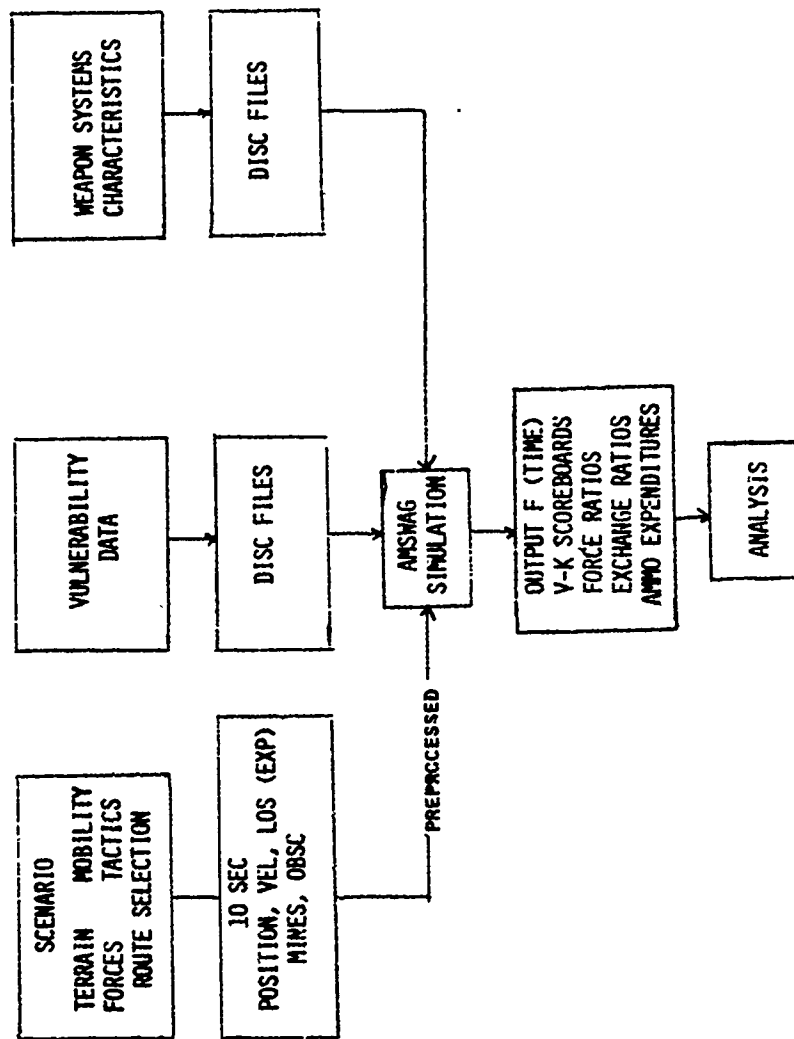 SCENARIO
TERRAIN MOBILITY
FORCES TACTICS
ROUTE SELECTION
10 SEC
POSITION, VEL, LOS (EXP)
MINES, OBSC
PREPROCESSED
VULNERABILITY
DATA
DISC FILES
WEAPON SYSTEMS
CHARACTERISTICS
DISC FILES
AMSWAG
SIMULATION
OUTPUT F (TIME)
V-K SCOREBOARDS
FORCE RATIOS
EXCHANGE RATIOS
AMMO EXPENDITURES
ANALYSIS